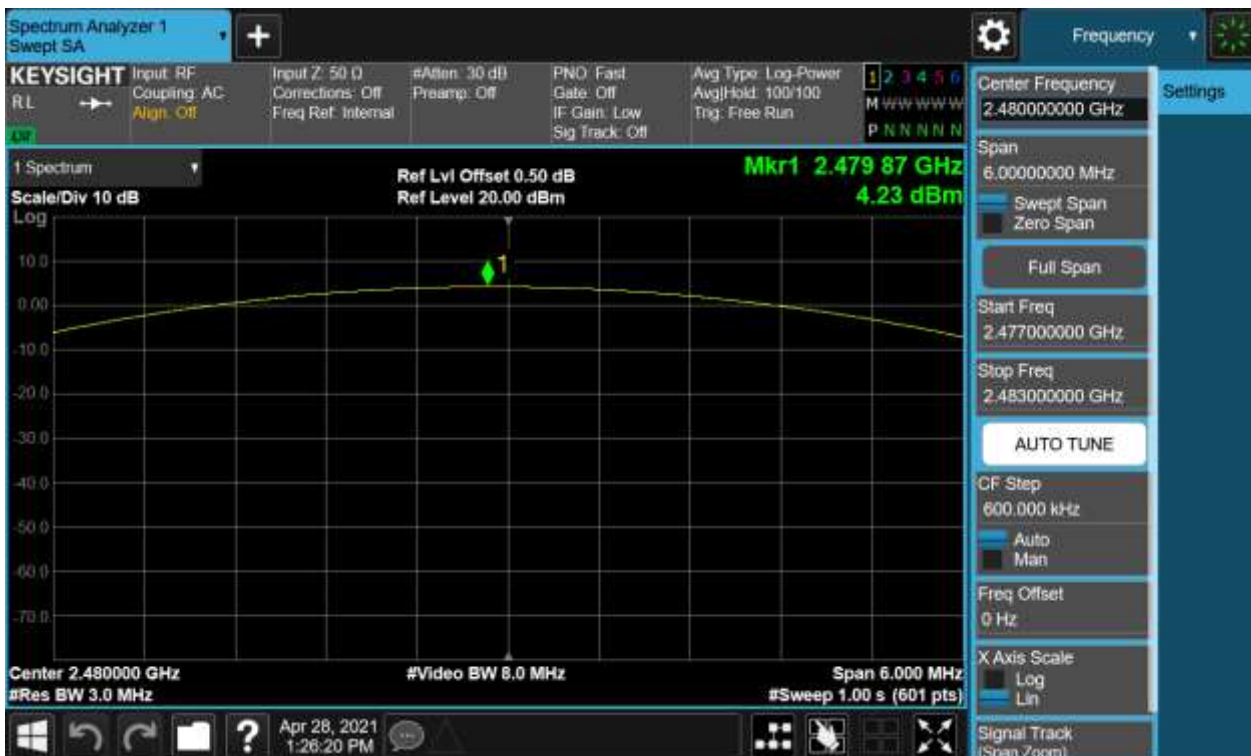 Spectrum Analyzer 1
Swept SA
+
Frequency
KEYSIGHT
RL
Input: RF
Coupling: AC
Align: Off
Input Z: 50 Ω
Corrections: Off
Freq Ref: Internal
#Atten: 30 dB
Preamp: Off
PNO: Fast
Gate: Off
IF Gain: Low
Sig Track: Off
Avg Type: Log-Power
Avg|Hold: 100/100
Trig: Free Run
1 2 3 4 5 6
M W W W W W
P N N N N N
Center Frequency
2.480000000 GHz
Settings
Span
6.00000000 MHz
Swept Span
Zero Span
Full Span
Start Freq
2.477000000 GHz
Stop Freq
2.483000000 GHz
AUTO TUNE
CF Step
600.000 kHz
Auto
Man
Freq Offset
0 Hz
X Axis Scale
Log
Lin
Signal Track
(Span Zoom)
1 Spectrum
Scale/Div 10 dB
Log
Ref Lvl Offset 0.50 dB
Ref Level 20.00 dBm
Mkr1 2.479 87 GHz
4.23 dBm
1
10.0
0.00
-10.0
-20.0
-30.0
-40.0
-50.0
-60.0
-70.0
Center 2.480000 GHz
#Res BW 3.0 MHz
#Video BW 8.0 MHz
Span 6.000 MHz
#Sweep 1.00 s (601 pts)
?
Apr 28, 2021
1:26:20 PM